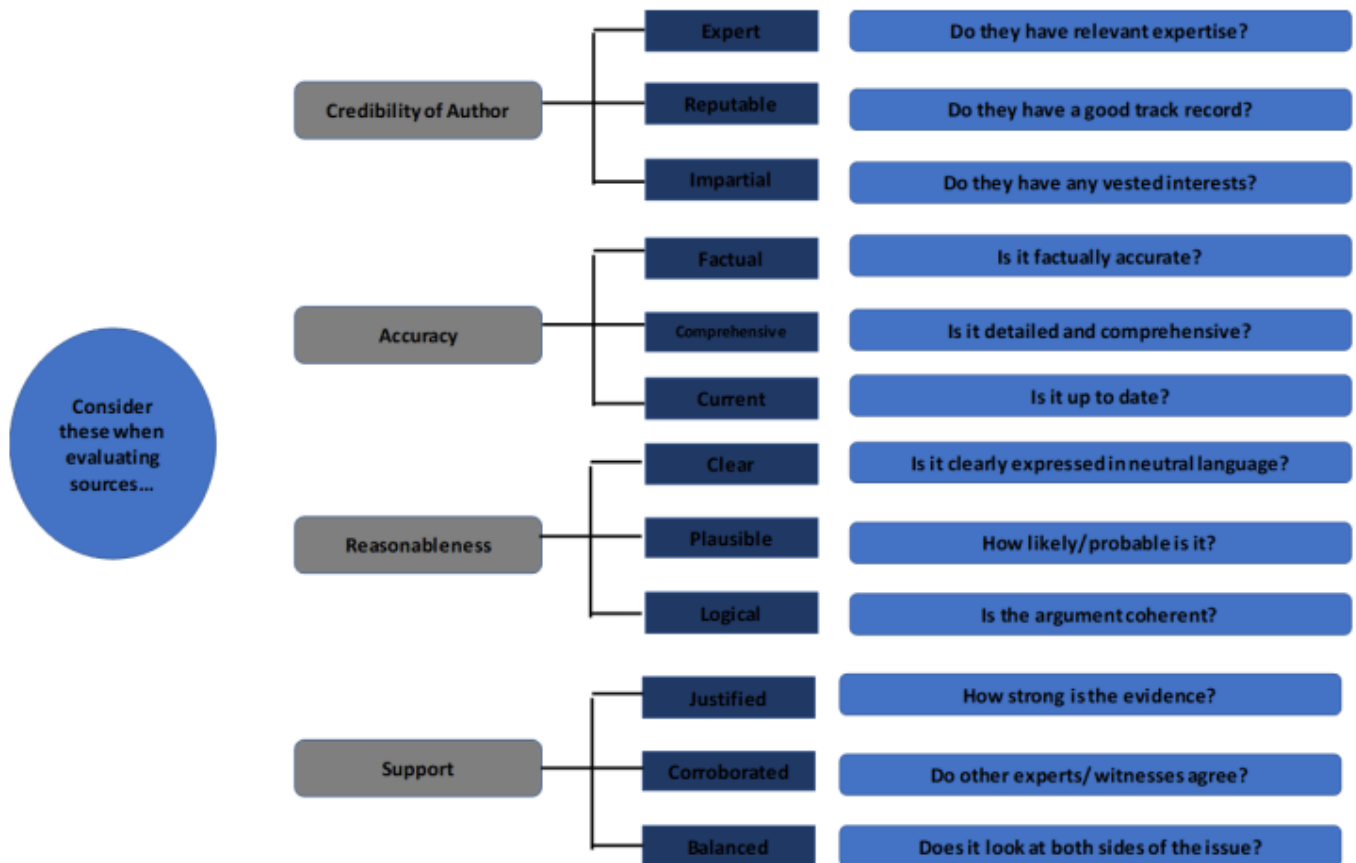 Consider
these when
evaluating
sources...
Credibility of Author
Expert
Do they have relevant expertise?
Reputable
Do they have a good track record?
Impartial
Do they have any vested interests?
Accuracy
Factual
Is it factually accurate?
Comprehensive
Is it detailed and comprehensive?
Current
Is it up to date?
Reasonableness
Clear
Is it clearly expressed in neutral language?
Plausible
How likely/probable is it?
Logical
Is the argument coherent?
Support
Justified
How strong is the evidence?
Corroborated
Do other experts/ witnesses agree?
Balanced
Does it look at both sides of the issue?